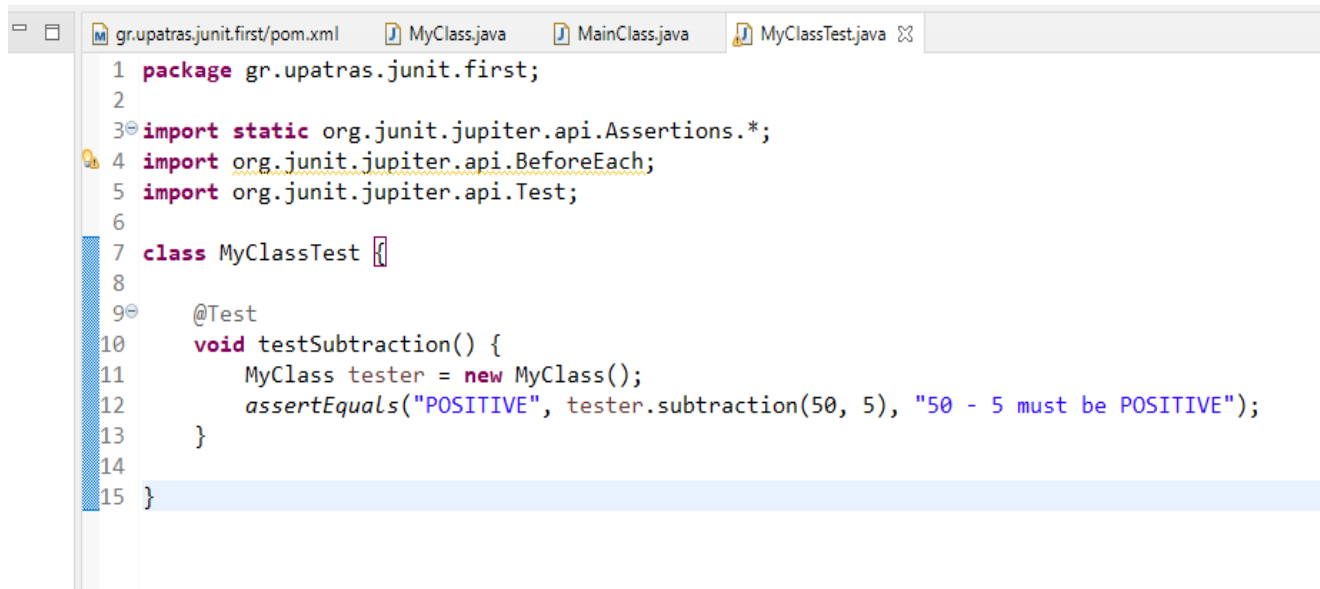 gr.upatras.junit.first/pom.xml MyClass.java MainClass.java MyClassTest.java
1 package gr.upatras.junit.first;
2
3 import static org.junit.jupiter.api.Assertions.*;
4 import org.junit.jupiter.api.BeforeEach;
5 import org.junit.jupiter.api.Test;
6
7 class MyClassTest {
8
9 @Test
10 void testSubtraction() {
11 MyClass tester = new MyClass();
12 assertEquals("POSITIVE", tester.subtraction(50, 5), "50 - 5 must be POSITIVE");
13 }
14
15 }